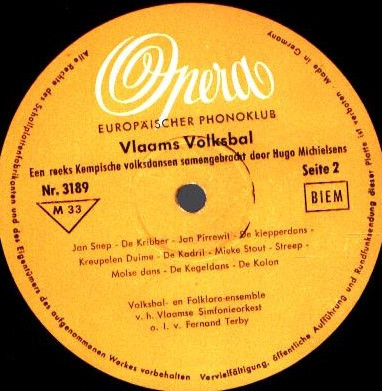 Opera
EUROPÄISCHER PHONOKLUB
Vlaams Volksbal
Een reeks Kempische volksdansen samengebracht door Hugo Michielsens
Nr. 3189
Seite 2
M 33
BIEM
Jan Snep - De Kribber - Jan Pirrewit - De klepperdans -
Kreupelen Duime - De Kadril - Mieke Stout - Streep -
Molse dans - De Kegeldans - De Kolon
Volksbal- en Folklore-ensemble
v. h. Vlaamse Simfonieorkest
o. l. v. Fernand Terby
Alle Rechte des Schallplattenfabrikanten und des Eigentümers des aufgenommenen Werkes vorbehalten Vervielfältigung, öffentliche Aufführung und Rundfunksendung dieser Platte ist verboten Made in Germany